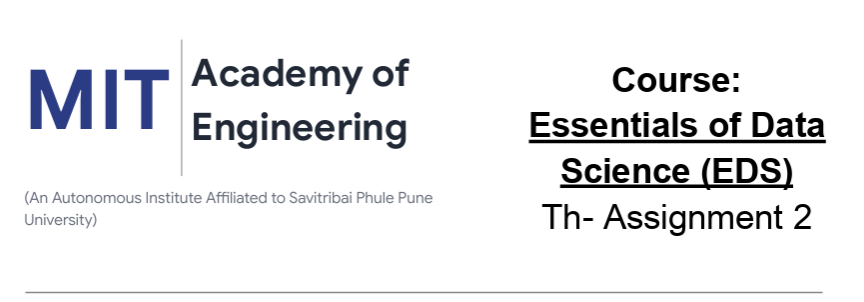 MIT
Academy of
Engineering
(An Autonomous Institute Affiliated to Savitribai Phule Pune
University)
Course:
Essentials of Data
Science (EDS)
Th- Assignment 2